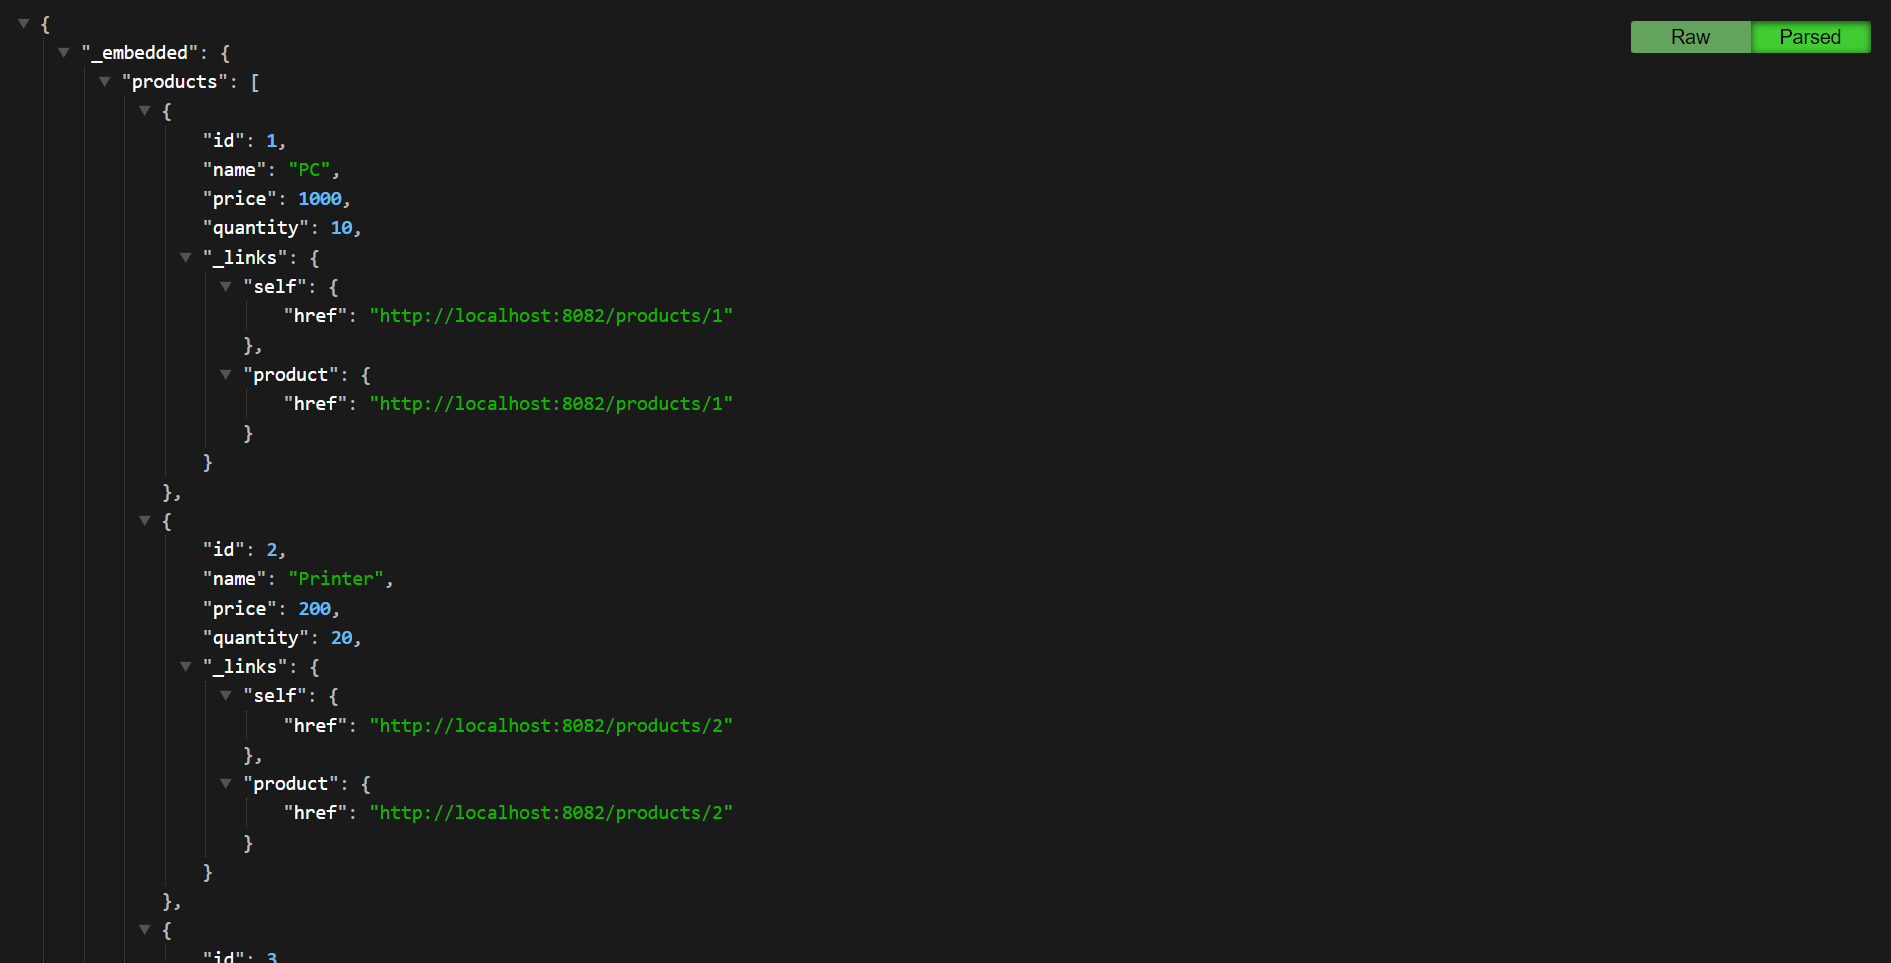 {
"_embedded": {
"products": [
{
"id": 1,
"name": "PC",
"price": 1000,
"quantity": 10,
"_links": {
"self": {
"href": "http://localhost:8082/products/1"
},
"product": {
"href": "http://localhost:8082/products/1"
}
}
},
{
"id": 2,
"name": "Printer",
"price": 200,
"quantity": 20,
"_links": {
"self": {
"href": "http://localhost:8082/products/2"
},
"product": {
"href": "http://localhost:8082/products/2"
}
}
},
{
"id": 3
Raw
Parsed